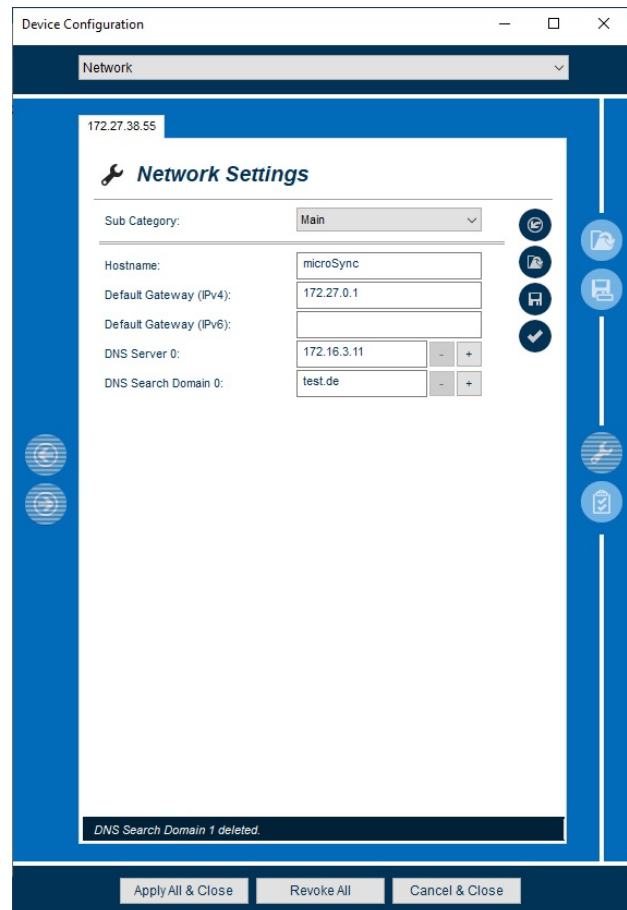 Device Configuration
Network
172.27.38.55
Network Settings
Sub Category: Main
Hostname: microSync
Default Gateway (IPv4): 172.27.0.1
Default Gateway (IPv6):
DNS Server 0: 172.16.3.11 - +
DNS Search Domain 0: test.de - +
DNS Search Domain 1 deleted.
Apply All & Close Revoke All Cancel & Close